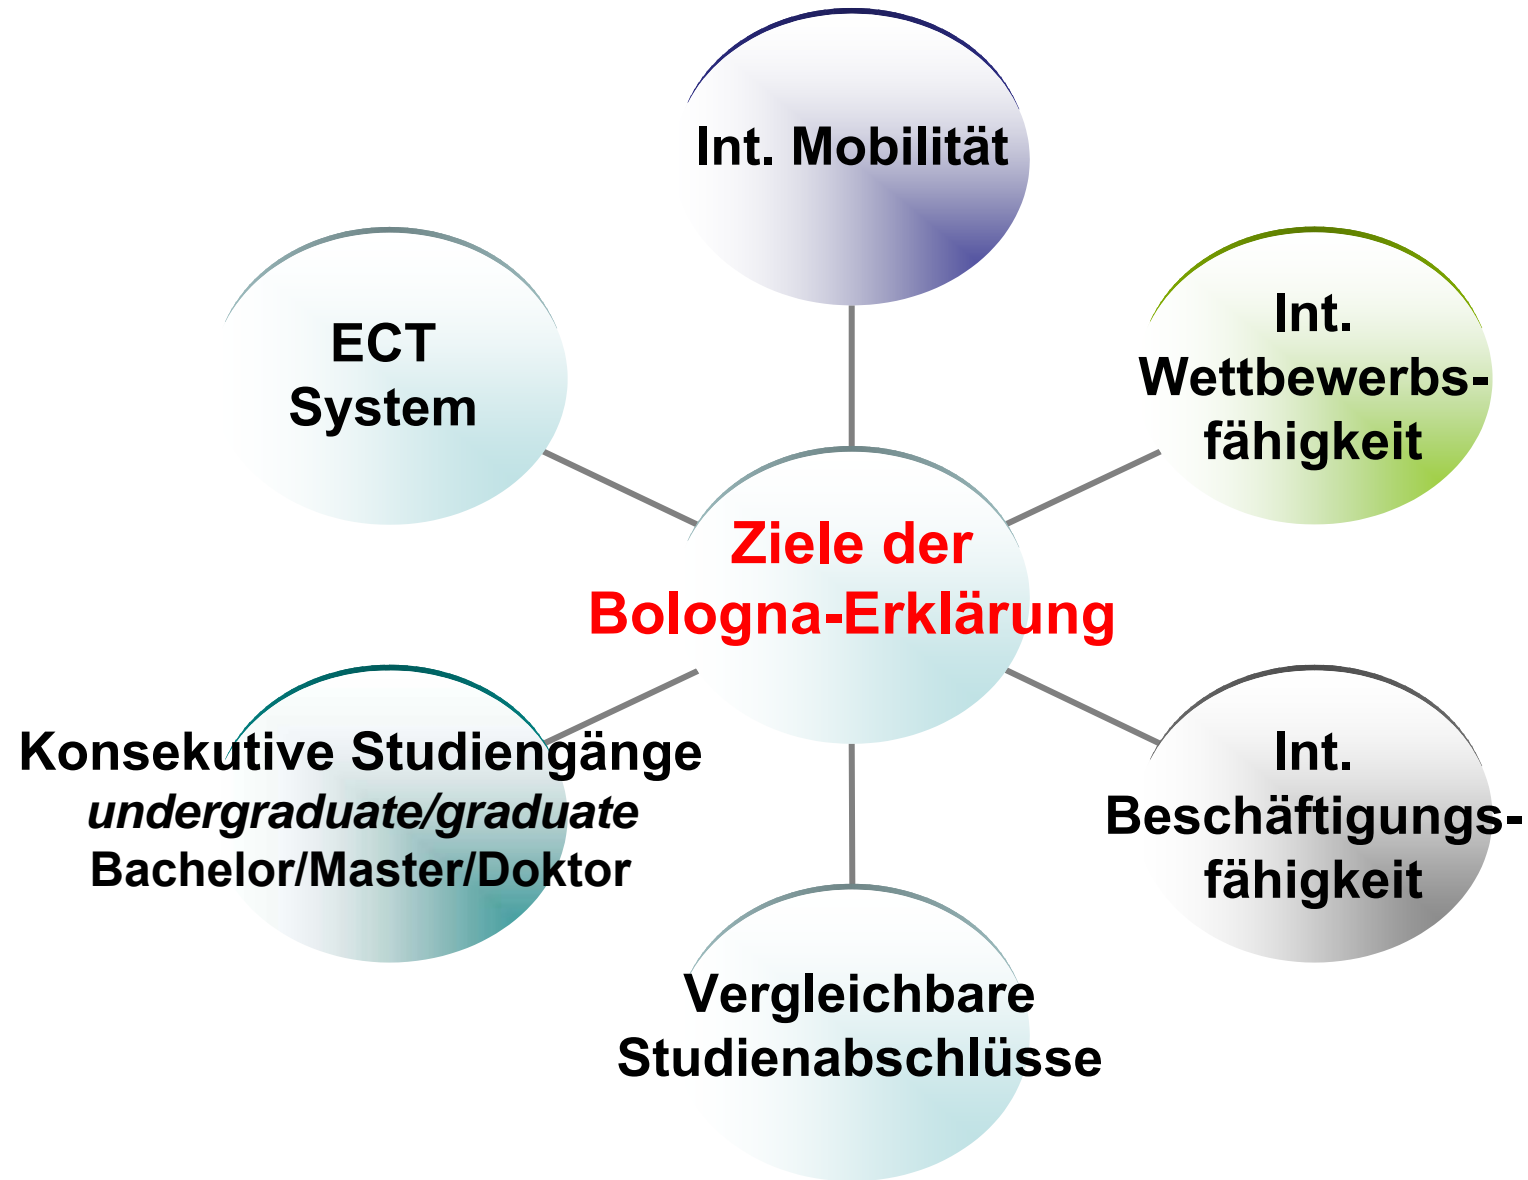 Int. Mobilität
ECT
System
Int.
Wettbewerbs-
fähigkeit
Ziele der
Bologna-Erklärung
Konsekutive Studiengänge
undergraduate/graduate
Bachelor/Master/Doktor
Int.
Beschäftigungs-
fähigkeit
Vergleichbare
Studienabschlüsse